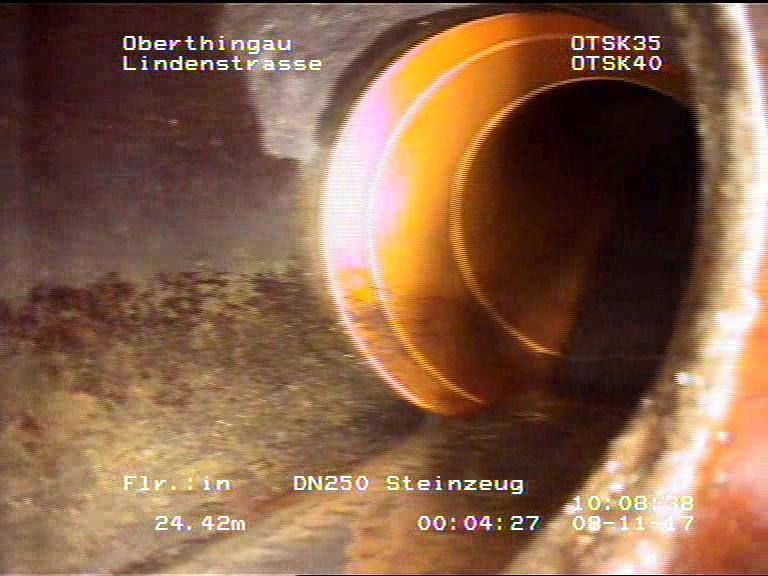 Oberthingau OTSK35
Lindenstrasse OTSK40
Flr.:in DN250 Steinzeug
10:08:38
24.42m 00:04:27 08-11-17